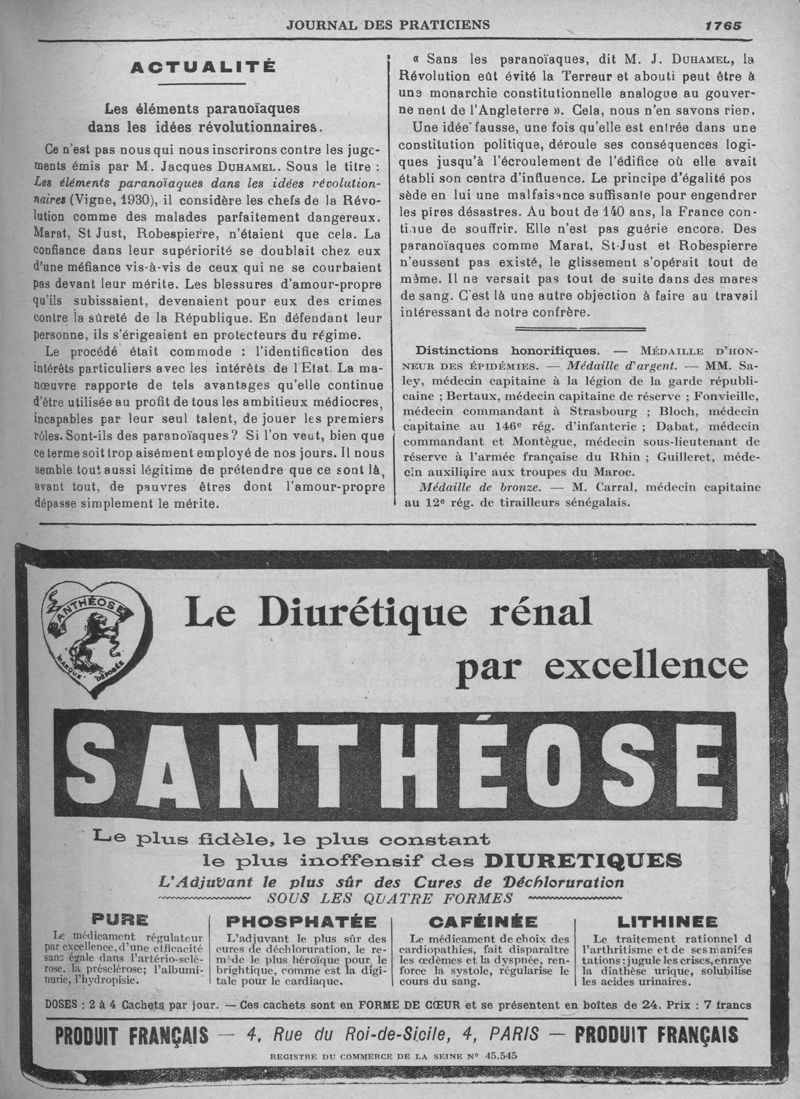 JOURNAL DES PRATICIENS
1765
ACTUALITÉ
Les éléments paranoïaques
dans les idées révolutionnaires.
Ce n'est pas nous qui nous inscrirons contre les juge-
ments émis par M. Jacques DUHAMEL. Sous le titre :
Les éléments paranoïaques dans les idées révolution-
naires (Vigne, 1930), il considère les chefs de la Révo-
lution comme des malades parfaitement dangereux.
Marat, St Just, Robespierre, n'étaient que cela. La
confiance dans leur supériorité se doublait chez eux
d'une méfiance vis-à-vis de ceux qui ne se courbaient
pas devant leur mérite. Les blessures d'amour-propre
qu'ils subissaient, devenaient pour eux des crimes
contre la sûreté de la République. En défendant leur
personne, ils s'érigeaient en protecteurs du régime.
Le procédé était commode : l'identification des
intérêts particuliers avec les intérêts de l'Etat. La ma-
nœuvre rapporte de tels avantages qu'elle continue
d'être utilisée au profit de tous les ambitieux médiocres,
incapables par leur seul talent, de jouer les premiers
rôles. Sont-ils des paranoïaques ? Si l'on veut, bien que
ce terme soit trop aisément employé de nos jours. Il nous
semble tout aussi légitime de prétendre que ce sont là,
avant tout, de pauvres êtres dont l'amour-propre
dépasse simplement le mérite.
« Sans les paranoïaques, dit M. J. DUHAMEL, la
Révolution eût évité la Terreur et abouti peut être à
une monarchie constitutionnelle analogue au gouver-
ne nent de l'Angleterre ». Cela, nous n'en savons rien.
Une idée fausse, une fois qu'elle est entrée dans une
constitution politique, déroule ses conséquences logi-
ques jusqu'à l'écroulement de l'édifice où elle avait
établi son centre d'influence. Le principe d'égalité pos
sède en lui une malfaisance suffisante pour engendrer
les pires désastres. Au bout de 140 ans, la France con-
tinue de souffrir. Elle n'est pas guérie encore. Des
paranoïaques comme Marat, St-Just et Robespierre
n'eussent pas existé, le glissement s'opérait tout de
même. Il ne versait pas tout de suite dans des mares
de sang. C'est là une autre objection à faire au travail
intéressant de notre confrère.
Distinctions honorifiques. — MÉDAILLE D'HON-
NEUR DES ÉPIDÉMIES. — Médaille d'argent. — MM. Sa-
ley, médecin capitaine à la légion de la garde républi-
caine ; Bertaux, médecin capitaine de réserve ; Fonvieille,
médecin commandant à Strasbourg ; Bloch, médecin
capitaine au 146e rég. d'infanterie ; Dabat, médecin
commandant et Montègue, médecin sous-lieutenant de
réserve à l'armée française du Rhin ; Guilleret, méde-
cin auxiliaire aux troupes du Maroc.
Médaille de bronze. — M. Carral, médecin capitaine
au 12e rég. de tirailleurs sénégalais.
SANTHÉOSE
MARQUE DÉPOSÉE
Le Diurétique rénal
par excellence
SANTHÉOSE
Le plus fidèle, le plus constant
le plus inoffensif des DIURETIQUES
L'Adjuvant le plus sûr des Cures de Déchloruration
SOUS LES QUATRE FORMES
PURE
Le médicament régulateur
par excellence, d'une efficacité
sans égale dans l'artério-sclé-
rose, la présclérose; l'albumi-
nurie, l'hydropisie.
PHOSPHATÉE
L'adjuvant le plus sûr des
cures de déchloruration, le re-
mède le plus héroïque pour le
brightique, comme est la digi-
tale pour le cardiaque.
CAFÉINÉE
Le médicament de choix des
cardiopathies, fait disparaître
les œdèmes et la dyspnée, ren-
force la systole, régularise le
cours du sang.
LITHINEE
Le traitement rationnel d
l'arthritisme et de ses manifes
tations : jugule les crises, enraye
la diathèse urique, solubilise
les acides urinaires.
DOSES : 2 à 4 Cachets par jour. — Ces cachets sont en FORME DE CŒUR et se présentent en boîtes de 24. Prix : 7 francs
PRODUIT FRANÇAIS — 4, Rue du Roi-de-Sicile, 4, PARIS — PRODUIT FRANÇAIS
REGISTRE DU COMMERCE DE LA SEINE N° 45.545